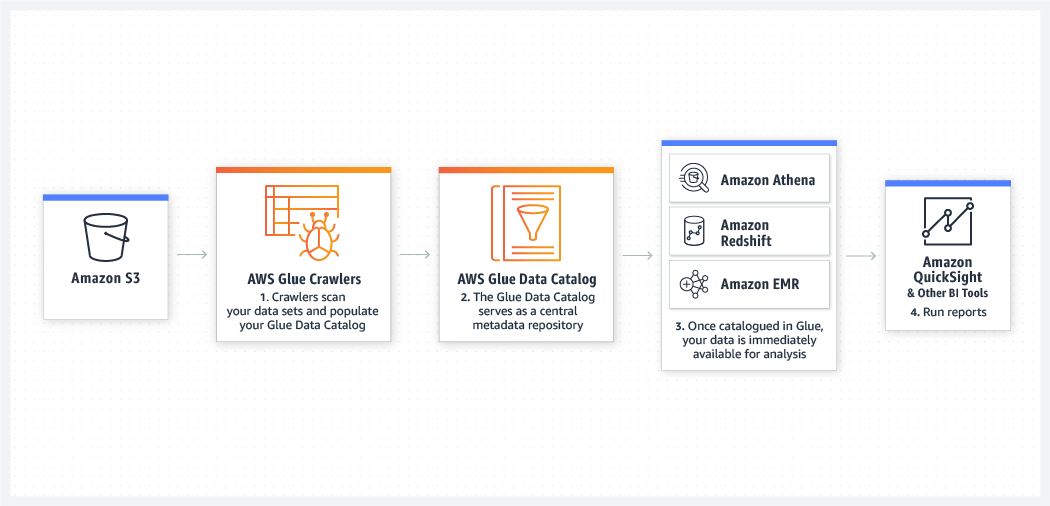 Amazon S3
AWS Glue Crawlers
1. Crawlers scan
your data sets and populate
your Glue Data Catalog
AWS Glue Data Catalog
2. The Glue Data Catalog
serves as a central
metadata repository
Amazon Athena
Amazon
Redshift
Amazon EMR
3. Once catalogued in Glue,
your data is immediately
available for analysis
Amazon
QuickSight
& Other BI Tools
4. Run reports